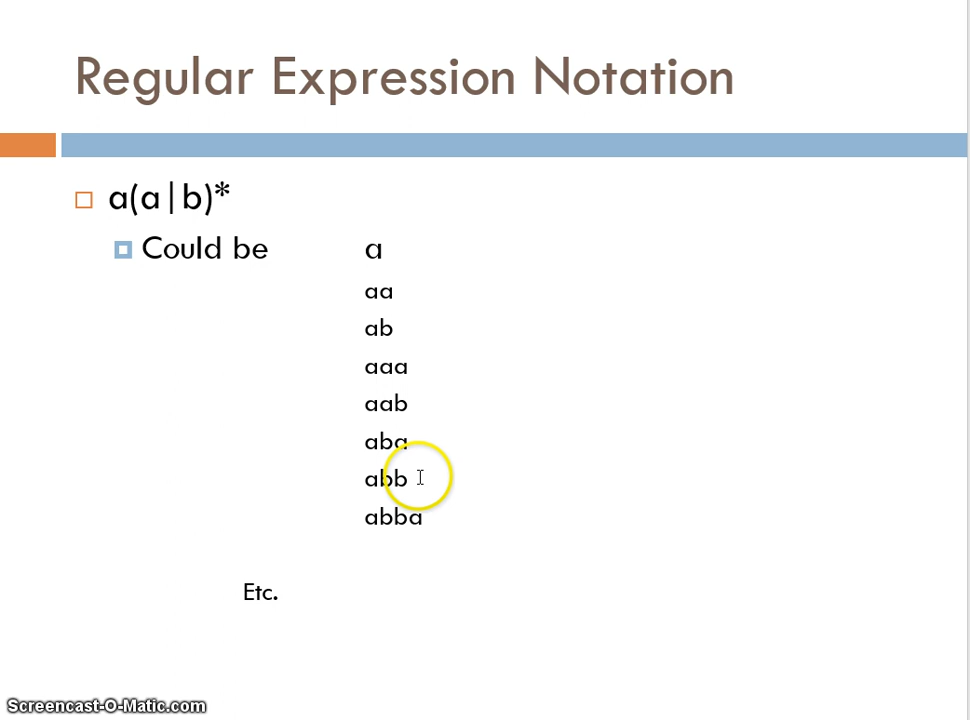 Regular Expression Notation
a(a|b)*
Could be a
aa
ab
aaa
aab
aba
abb
abba
Etc.
Screencast-O-Matic.com